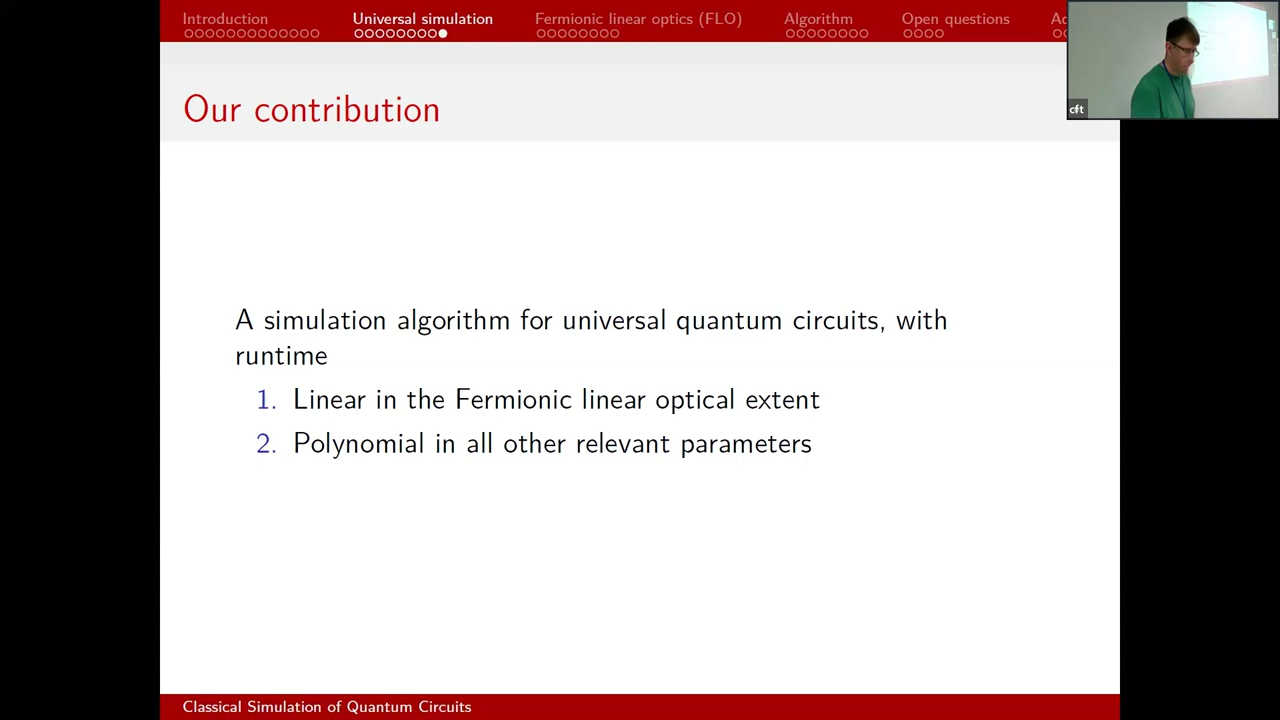 Introduction
Universal simulation
Fermionic linear optics (FLO)
Algorithm
Open questions
cft
Our contribution
A simulation algorithm for universal quantum circuits, with
runtime
1. Linear in the Fermionic linear optical extent
2. Polynomial in all other relevant parameters
Classical Simulation of Quantum Circuits